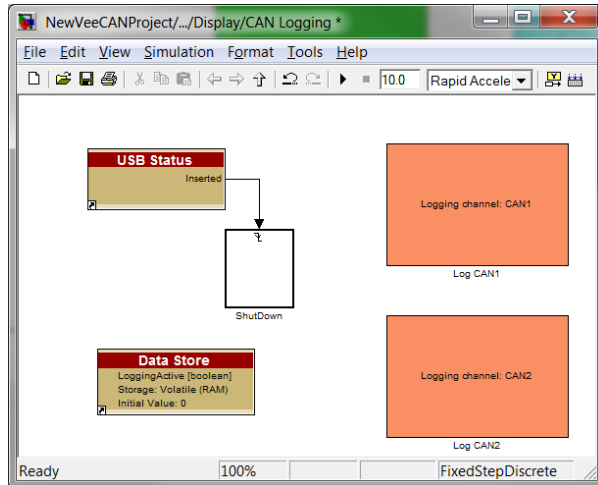 NewVeeCANProject/.../Display/CAN Logging *
File Edit View Simulation Format Tools Help
10.0 Rapid Accele
USB Status
Inserted
ShutDown
Logging channel: CAN1
Log CAN1
Data Store
LoggingActive [boolean]
Storage: Volatile (RAM)
Initial Value: 0
Logging channel: CAN2
Log CAN2
Ready 100% FixedStepDiscrete